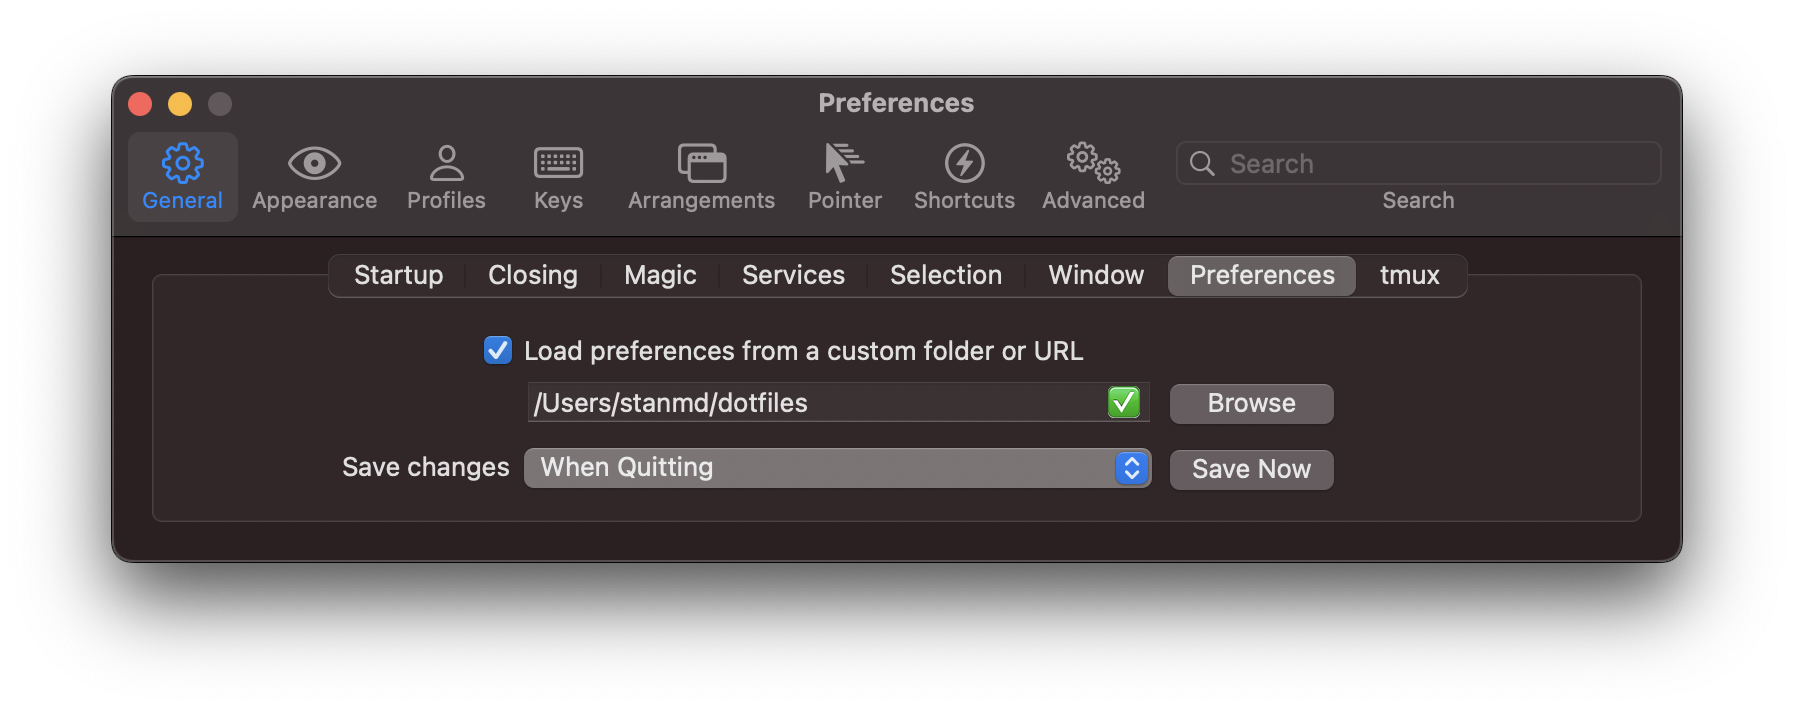 Preferences
General Appearance Profiles Keys Arrangements Pointer Shortcuts Advanced Search
Search
Startup Closing Magic Services Selection Window Preferences tmux
Load preferences from a custom folder or URL
/Users/stanmd/dotfiles Browse
Save changes When Quitting Save Now